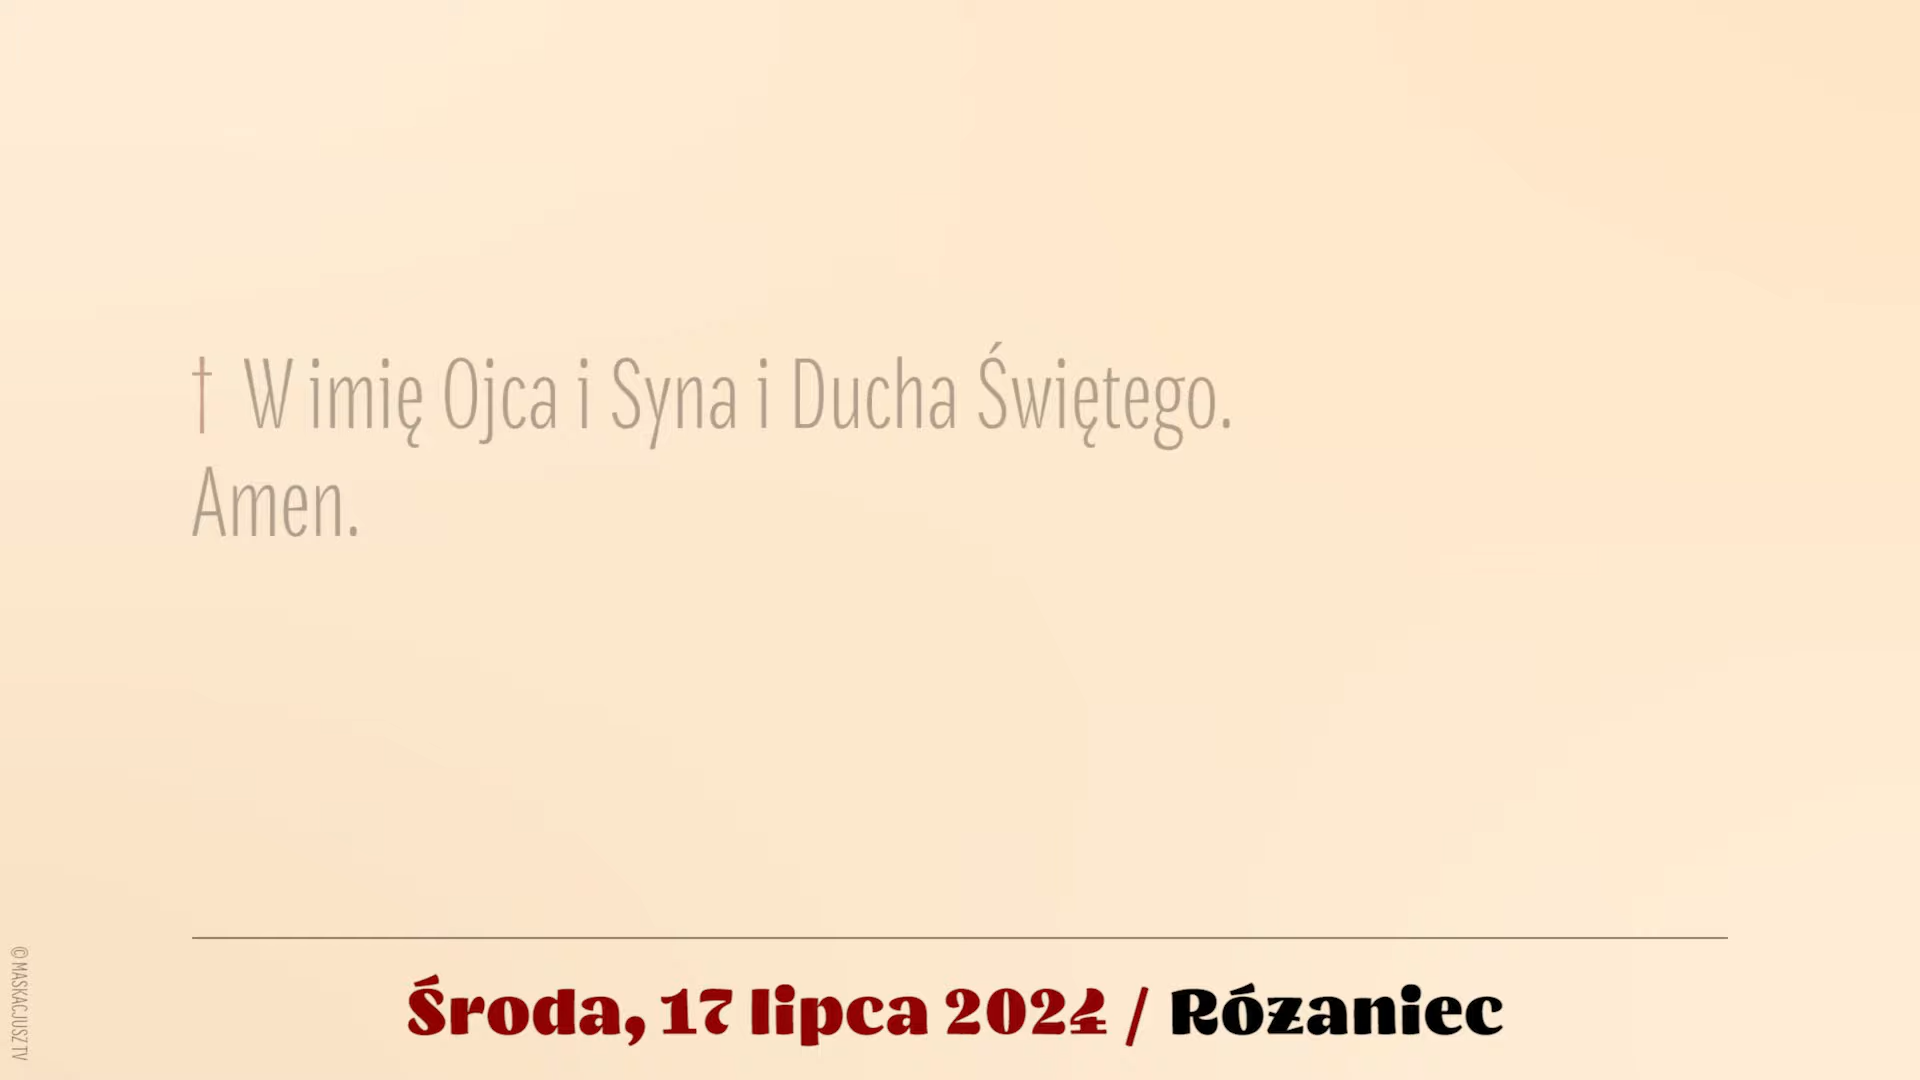 † W imię Ojca i Syna i Ducha Świętego.
Amen.
Środa, 17 lipca 2024 / Różaniec
© MASKACJUSZ TV